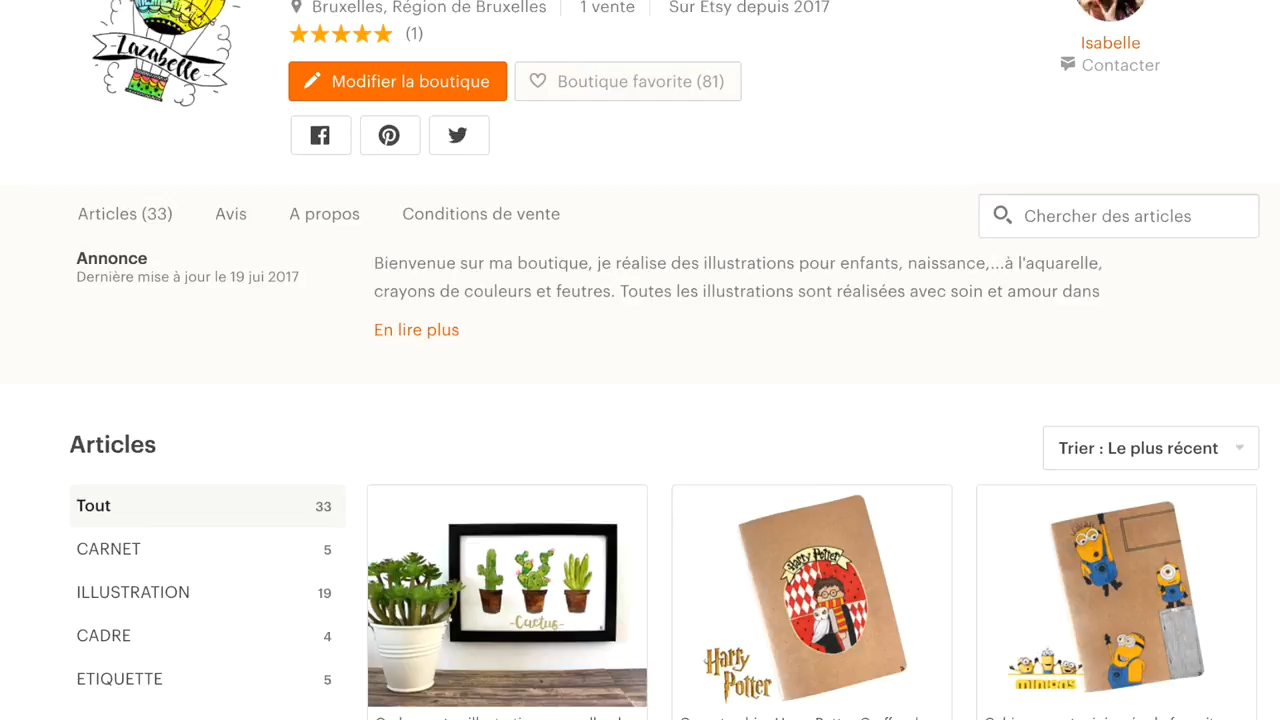 Bruxelles, Région de Bruxelles
1 vente
Sur Etsy depuis 2017
(1)
Lazabelle
Isabelle
Contacter
Modifier la boutique
Boutique favorite (81)
Articles (33)
Avis
A propos
Conditions de vente
Chercher des articles
Annonce
Dernière mise à jour le 19 jui 2017
Bienvenue sur ma boutique, je réalise des illustrations pour enfants, naissance,...à l'aquarelle,
crayons de couleurs et feutres. Toutes les illustrations sont réalisées avec soin et amour dans
En lire plus
Articles
Trier : Le plus récent
Tout
33
CARNET
5
ILLUSTRATION
19
CADRE
4
ETIQUETTE
5
-Cactus-
Harry Potter
Harry
Potter
minions